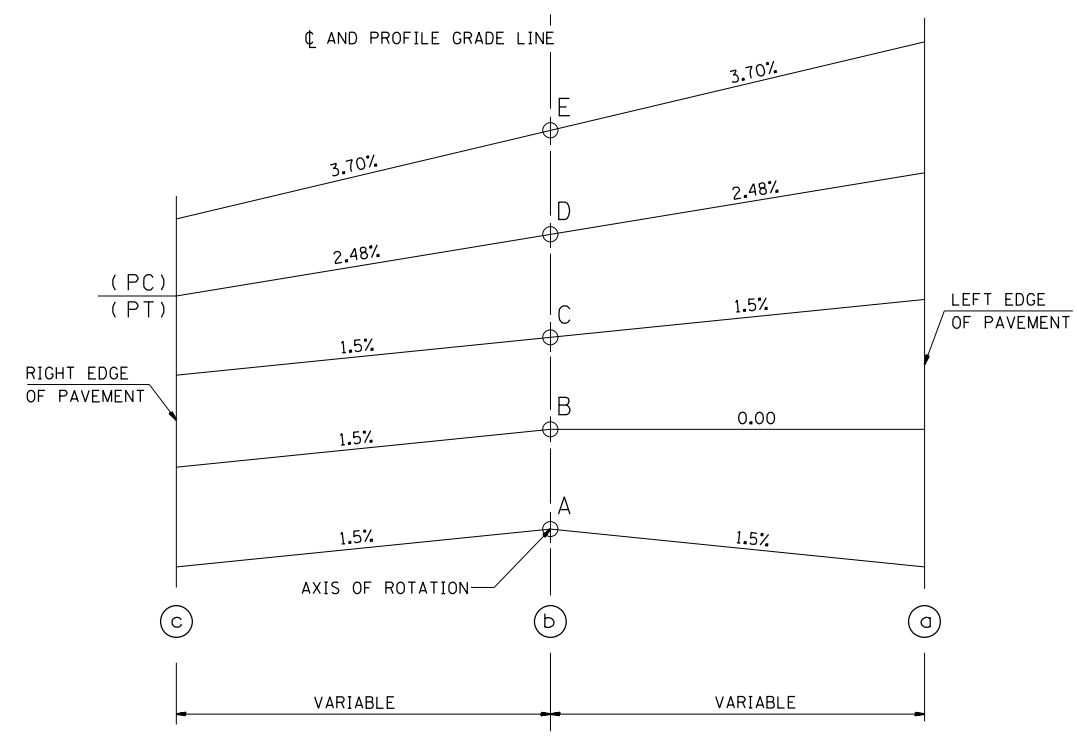 ℄ AND PROFILE GRADE LINE
3.70%
E
3.70%
D
2.48%
2.48%
(PC)
(PT)
C
1.5%
1.5%
LEFT EDGE
OF PAVEMENT
RIGHT EDGE
OF PAVEMENT
B
0.00
1.5%
A
1.5%
1.5%
AXIS OF ROTATION
c
b
a
VARIABLE
VARIABLE